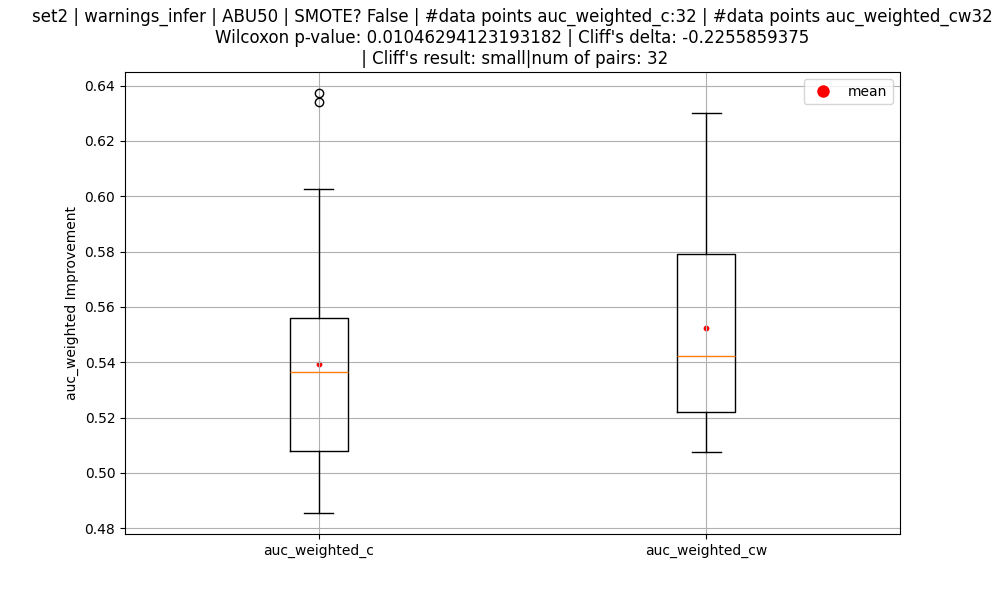 set2 | warnings_infer | ABU50 | SMOTE? False | #data points auc_weighted_c:32 | #data points auc_weighted_cw32
Wilcoxon p-value: 0.01046294123193182 | Cliff's delta: -0.2255859375
| Cliff's result: small|num of pairs: 32
mean
auc_weighted Improvement
0.64
0.62
0.60
0.58
0.56
0.54
0.52
0.50
0.48
auc_weighted_c
auc_weighted_cw